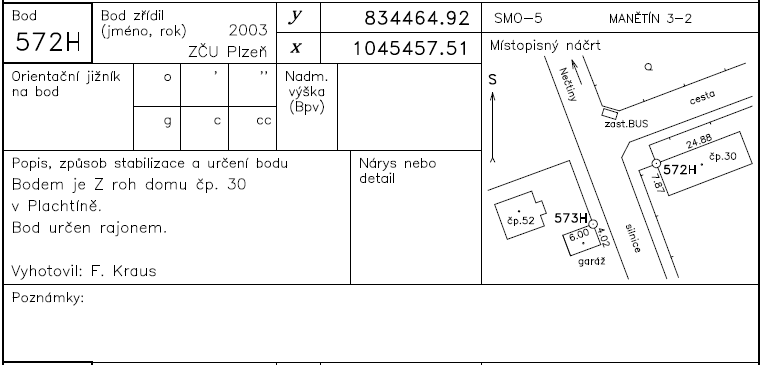 Bod
572H
Bod zřídil
(jméno, rok)
2003
ZČU Plzeň
y
834464.92
x
1045457.51
SMO-5
MANĚTÍN 3-2
Orientační jižník
na bod
o
'
"
g
c
cc
Nadm.
výška
(Bpv)
Místopisný náčrt
S
Nečtiny
Q
cesta
zast.BUS
24.88
čp.30
572H
7.87
čp.52
573H
6.00
4.02
silnice
garáž
Popis, způsob stabilizace a určení bodu
Bodem je Z roh domu čp. 30
v Plachtíně.
Bod určen rajonem.
Vyhotovil: F. Kraus
Nárys nebo
detail
Poznámky: